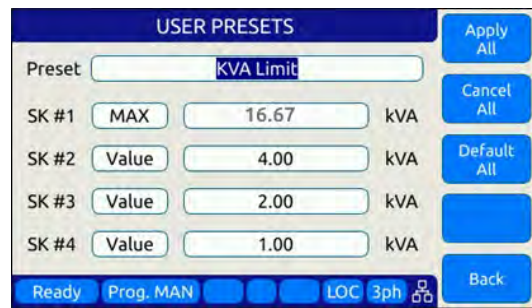 USER PRESETS
Apply All
Preset KVA Limit
Cancel All
SK #1 MAX 16.67 kVA
SK #2 Value 4.00 kVA
Default All
SK #3 Value 2.00 kVA
SK #4 Value 1.00 kVA
Back
Ready Prog. MAN LOC 3ph